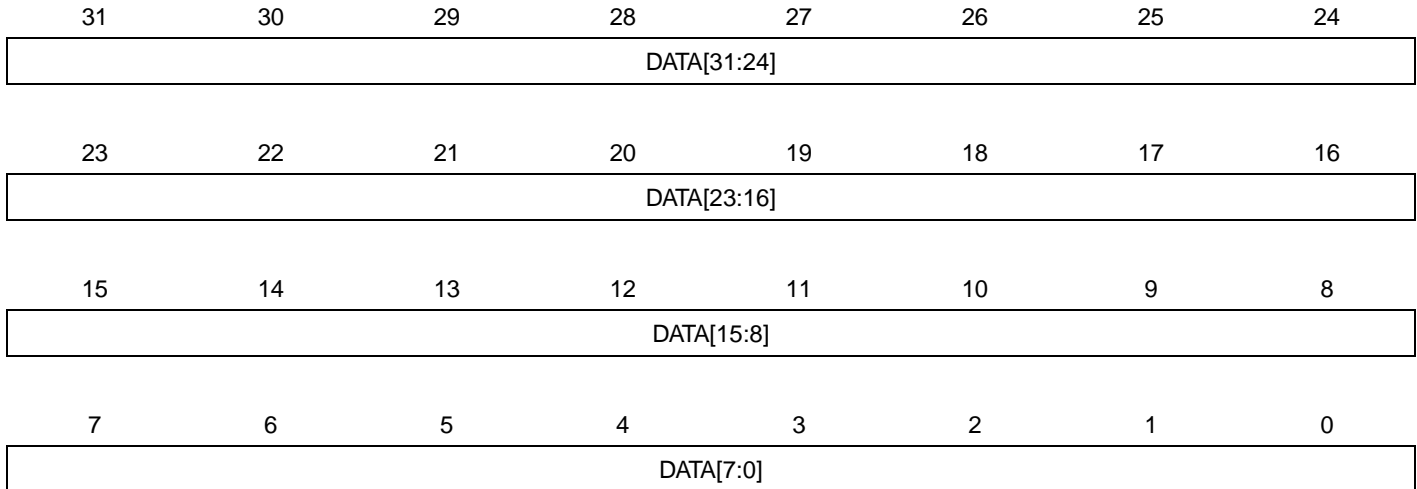 31 30 29 28 27 26 25 24
DATA[31:24]
23 22 21 20 19 18 17 16
DATA[23:16]
15 14 13 12 11 10 9 8
DATA[15:8]
7 6 5 4 3 2 1 0
DATA[7:0]